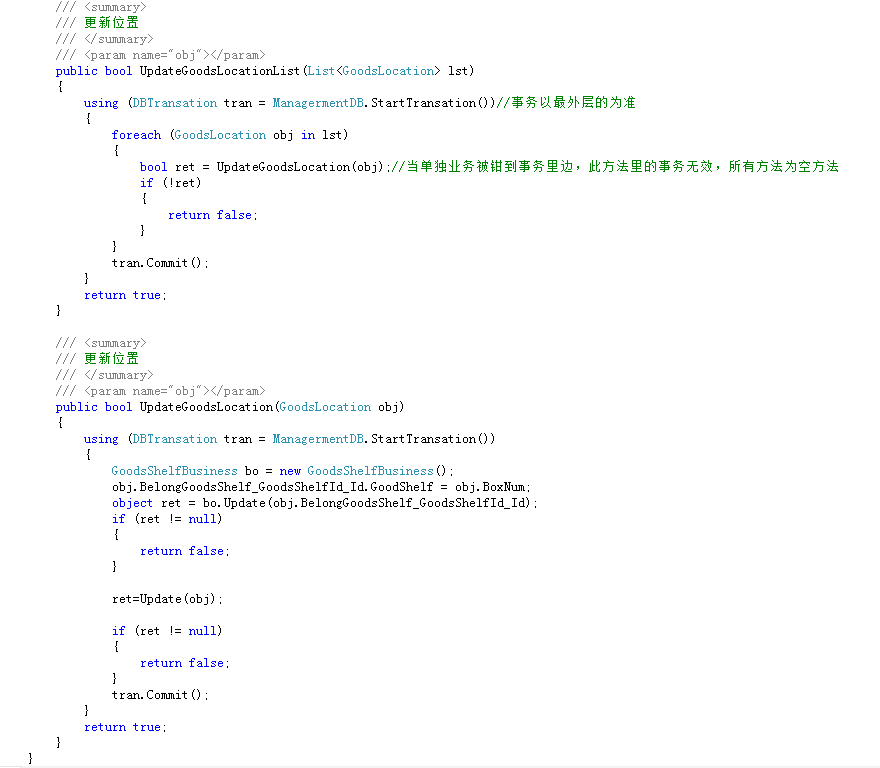 /// <summary>
/// 更新位置
/// </summary>
/// <param name="obj"></param>
public bool UpdateGoodsLocationList(List<GoodsLocation> lst)
{
using (DBTransation tran = ManagermentDB.StartTransation())//事务以最外层的为准
{
foreach (GoodsLocation obj in lst)
{
bool ret = UpdateGoodsLocation(obj);//当单独业务被钳到事务里边，此方法里的事务无效，所有方法为空方法
if (!ret)
{
return false;
}
}
tran.Commit();
}
return true;
}
/// <summary>
/// 更新位置
/// </summary>
/// <param name="obj"></param>
public bool UpdateGoodsLocation(GoodsLocation obj)
{
using (DBTransation tran = ManagermentDB.StartTransation())
{
GoodsShelfBusiness bo = new GoodsShelfBusiness();
obj.BelongGoodsShelf_GoodsShelfId_Id.GoodShelf = obj.BoxNum;
object ret = bo.Update(obj.BelongGoodsShelf_GoodsShelfId_Id);
if (ret != null)
{
return false;
}
ret=Update(obj);
if (ret != null)
{
return false;
}
tran.Commit();
}
return true;
}
}